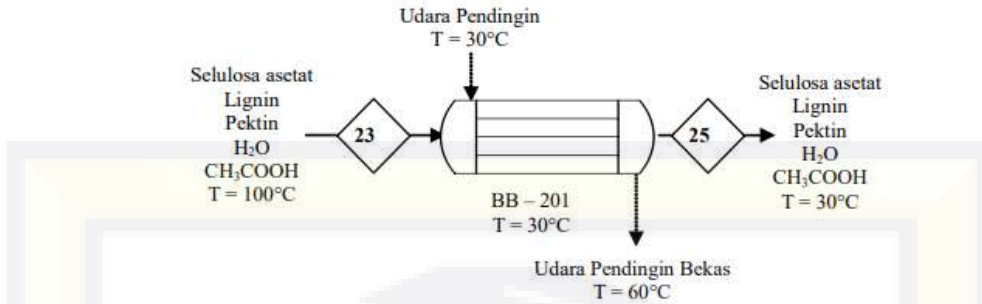 Udara Pendingin
T = 30°C
Selulosa asetat
Lignin
Pektin
H₂O
CH₃COOH
T = 100°C
23
BB – 201
T = 30°C
25
Selulosa asetat
Lignin
Pektin
H₂O
CH₃COOH
T = 30°C
Udara Pendingin Bekas
T = 60°C